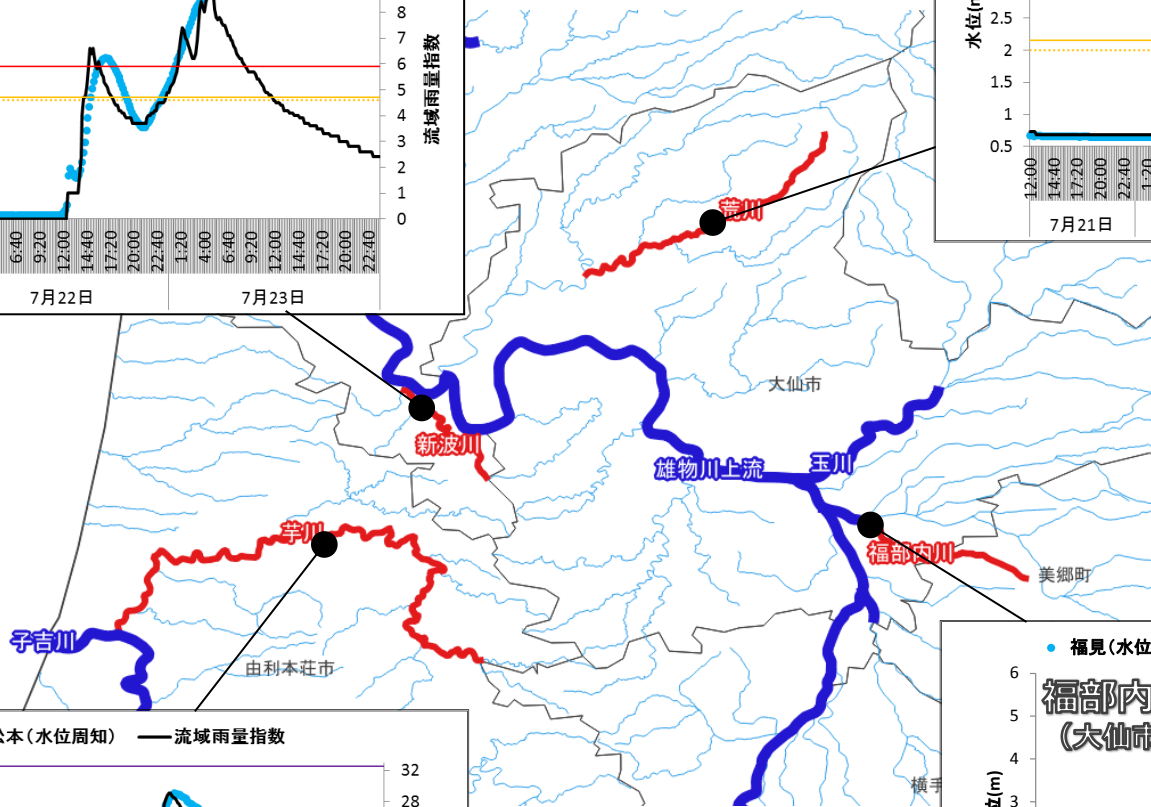 8
7
6
5
4
3
2
1
0
流域雨量指数
6:40
9:20
12:00
14:40
17:20
20:00
22:40
1:20
4:00
6:40
9:20
12:00
14:40
17:20
20:00
22:40
7月22日
7月23日
水位(m
2.5
2
1.5
1
0.5
12:00
14:40
17:20
20:00
22:40
1:20
7月21日
荒川
大仙市
新波川
雄物川上流
玉川
芋川
福部内川
美郷町
子吉川
由利本荘市
松本(水位周知)
流域雨量指数
32
28
横手
福見(水位
福部内
(大仙市
6
5
4
3
位(m)